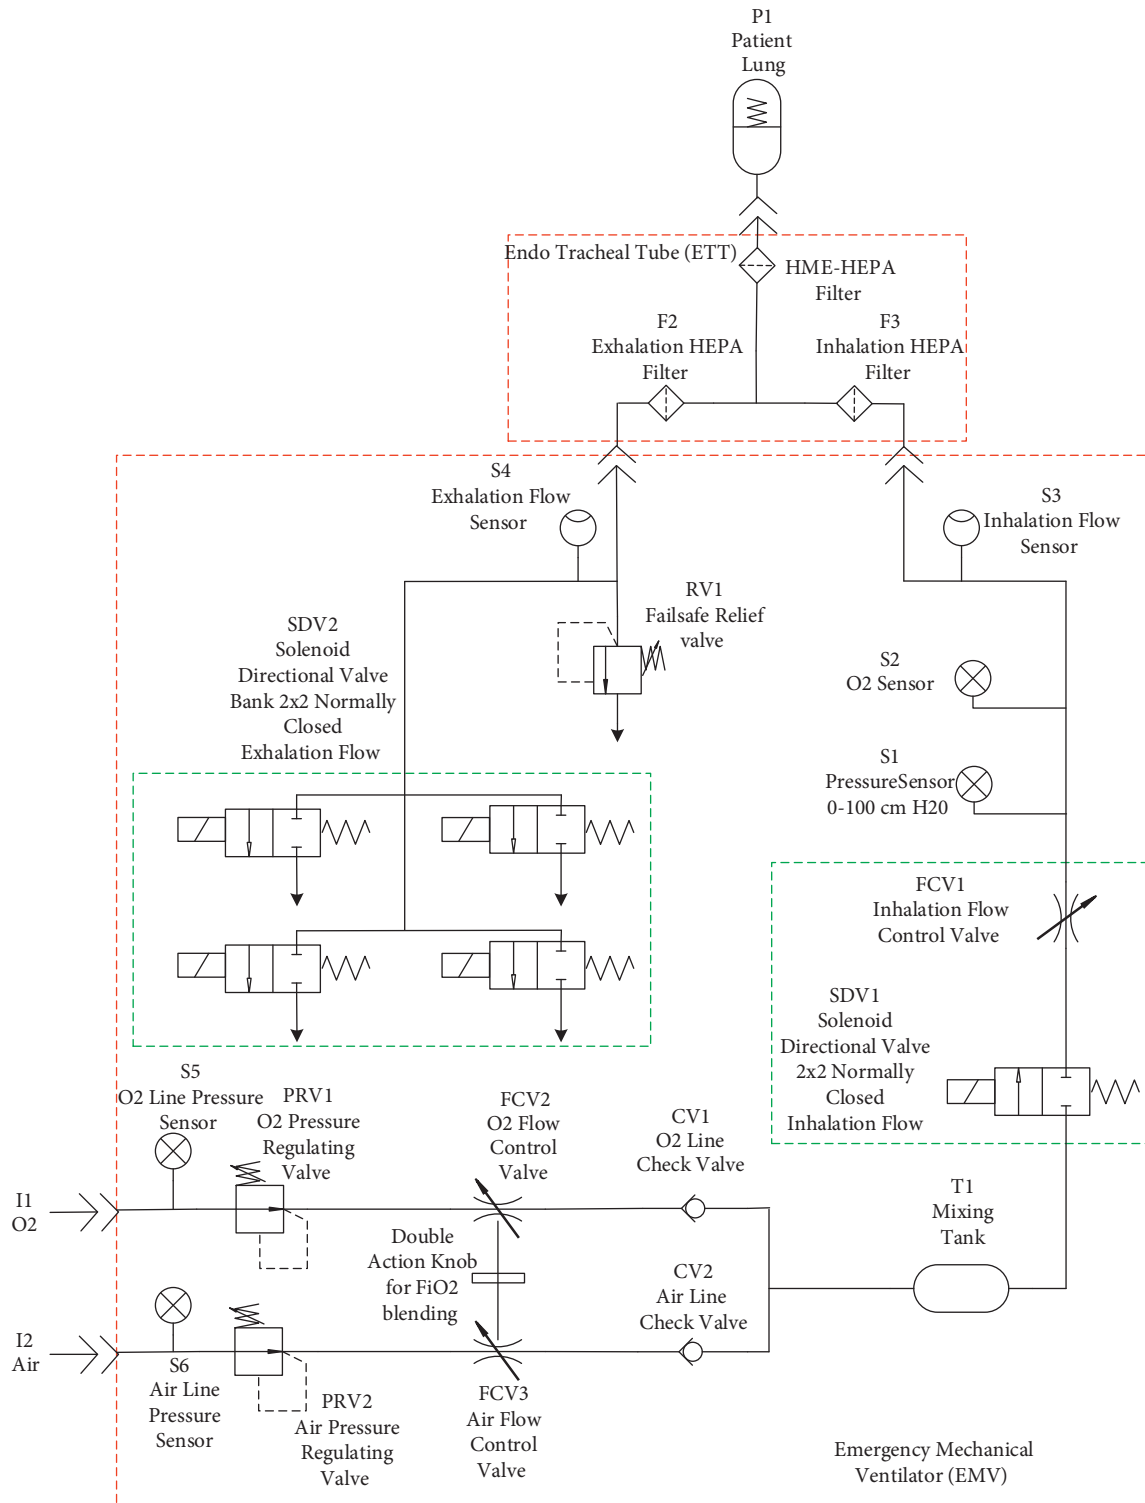 P1
Patient
Lung
Endo Tracheal Tube (ETT)
HME-HEPA
Filter
F2
Exhalation HEPA
Filter
F3
Inhalation HEPA
Filter
S4
Exhalation Flow
Sensor
S3
Inhalation Flow
Sensor
RV1
Failsafe Relief
valve
SDV2
Solenoid
Directional Valve
Bank 2x2 Normally
Closed
Exhalation Flow
S2
O2 Sensor
S1
PressureSensor
0-100 cm H20
FCV1
Inhalation Flow
Control Valve
SDV1
Solenoid
Directional Valve
2x2 Normally
Closed
Inhalation Flow
S5
O2 Line Pressure
Sensor
PRV1
O2 Pressure
Regulating
Valve
FCV2
O2 Flow
Control
Valve
CV1
O2 Line
Check Valve
I1
O2
T1
Mixing
Tank
Double
Action Knob
for FiO2
blending
CV2
Air Line
Check Valve
I2
Air
S6
Air Line
Pressure
Sensor
PRV2
Air Pressure
Regulating
Valve
FCV3
Air Flow
Control
Valve
Emergency Mechanical
Ventilator (EMV)